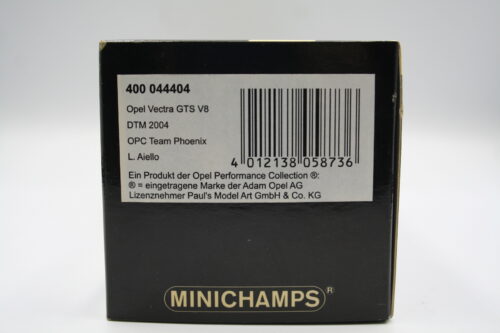 400 044404
Opel Vectra GTS V8
DTM 2004
OPC Team Phoenix
L. Aiello
4 012138 058736
Ein Produkt der Opel Performance Collection ®:
® = eingetragene Marke der Adam Opel AG
Lizenznehmer Paul's Model Art GmbH & Co. KG
MINICHAMPS®